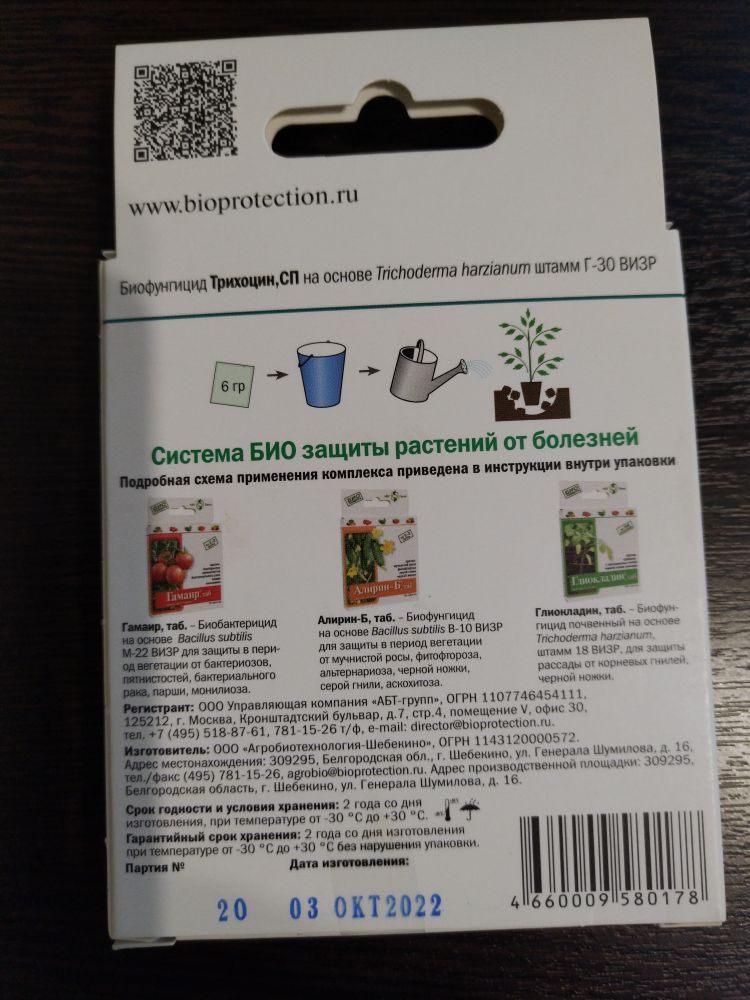 www.bioprotection.ru
Биофунгицид Трихоцин,СП на основе Trichoderma harzianum штамм Г-30 ВИЗР
6 гр
Система БИО защиты растений от болезней
Подробная схема применения комплекса приведена в инструкции внутри упаковки
Гамаир таб
Алирин-Б таб
Глиокладин таб
Гамаир, таб. – Биобактерицид
на основе Bacillus subtilis
М-22 ВИЗР для защиты в пери-
од вегетации от бактериозов,
пятнистостей, бактериального
рака, парши, монилиоза.
Алирин-Б, таб. – Биофунгицид
на основе Bacillus subtilis В-10 ВИЗР
для защиты в период вегетации
от мучнистой росы, фитофтороза,
альтернариоза, черной ножки,
серой гнили, аскохитоза.
Глиокладин, таб. – Биофун-
гицид почвенный на основе
Trichoderma harzianum,
штамм 18 ВИЗР, для защиты
рассады от корневых гнилей,
черной ножки.
Регистрант: ООО Управляющая компания «АБТ-групп», ОГРН 1107746454111,
125212, г. Москва, Кронштадтский бульвар, д.7, стр.4, помещение V, офис 30,
тел. +7 (495) 518-87-61, 781-15-26 т/ф, e-mail: director@bioprotection.ru.
Изготовитель: ООО «Агробиотехнология-Шебекино», ОГРН 1143120000572.
Адрес местонахождения: 309295, Белгородская обл., г. Шебекино, ул. Генерала Шумилова, д. 16,
тел./факс (495) 781-15-26, agrobio@bioprotection.ru. Адрес производственной площадки: 309295,
Белгородская область, г. Шебекино, ул. Генерала Шумилова, д. 16.
Срок годности и условия хранения: 2 года со дня
изготовления, при температуре от -30 °С до +30 °С.
Гарантийный срок хранения: 2 года со дня изготовления
при температуре от -30 °С до +30 °С без нарушения упаковки.
Партия № Дата изготовления:
20 03 ОКТ2022
4 660009 580178